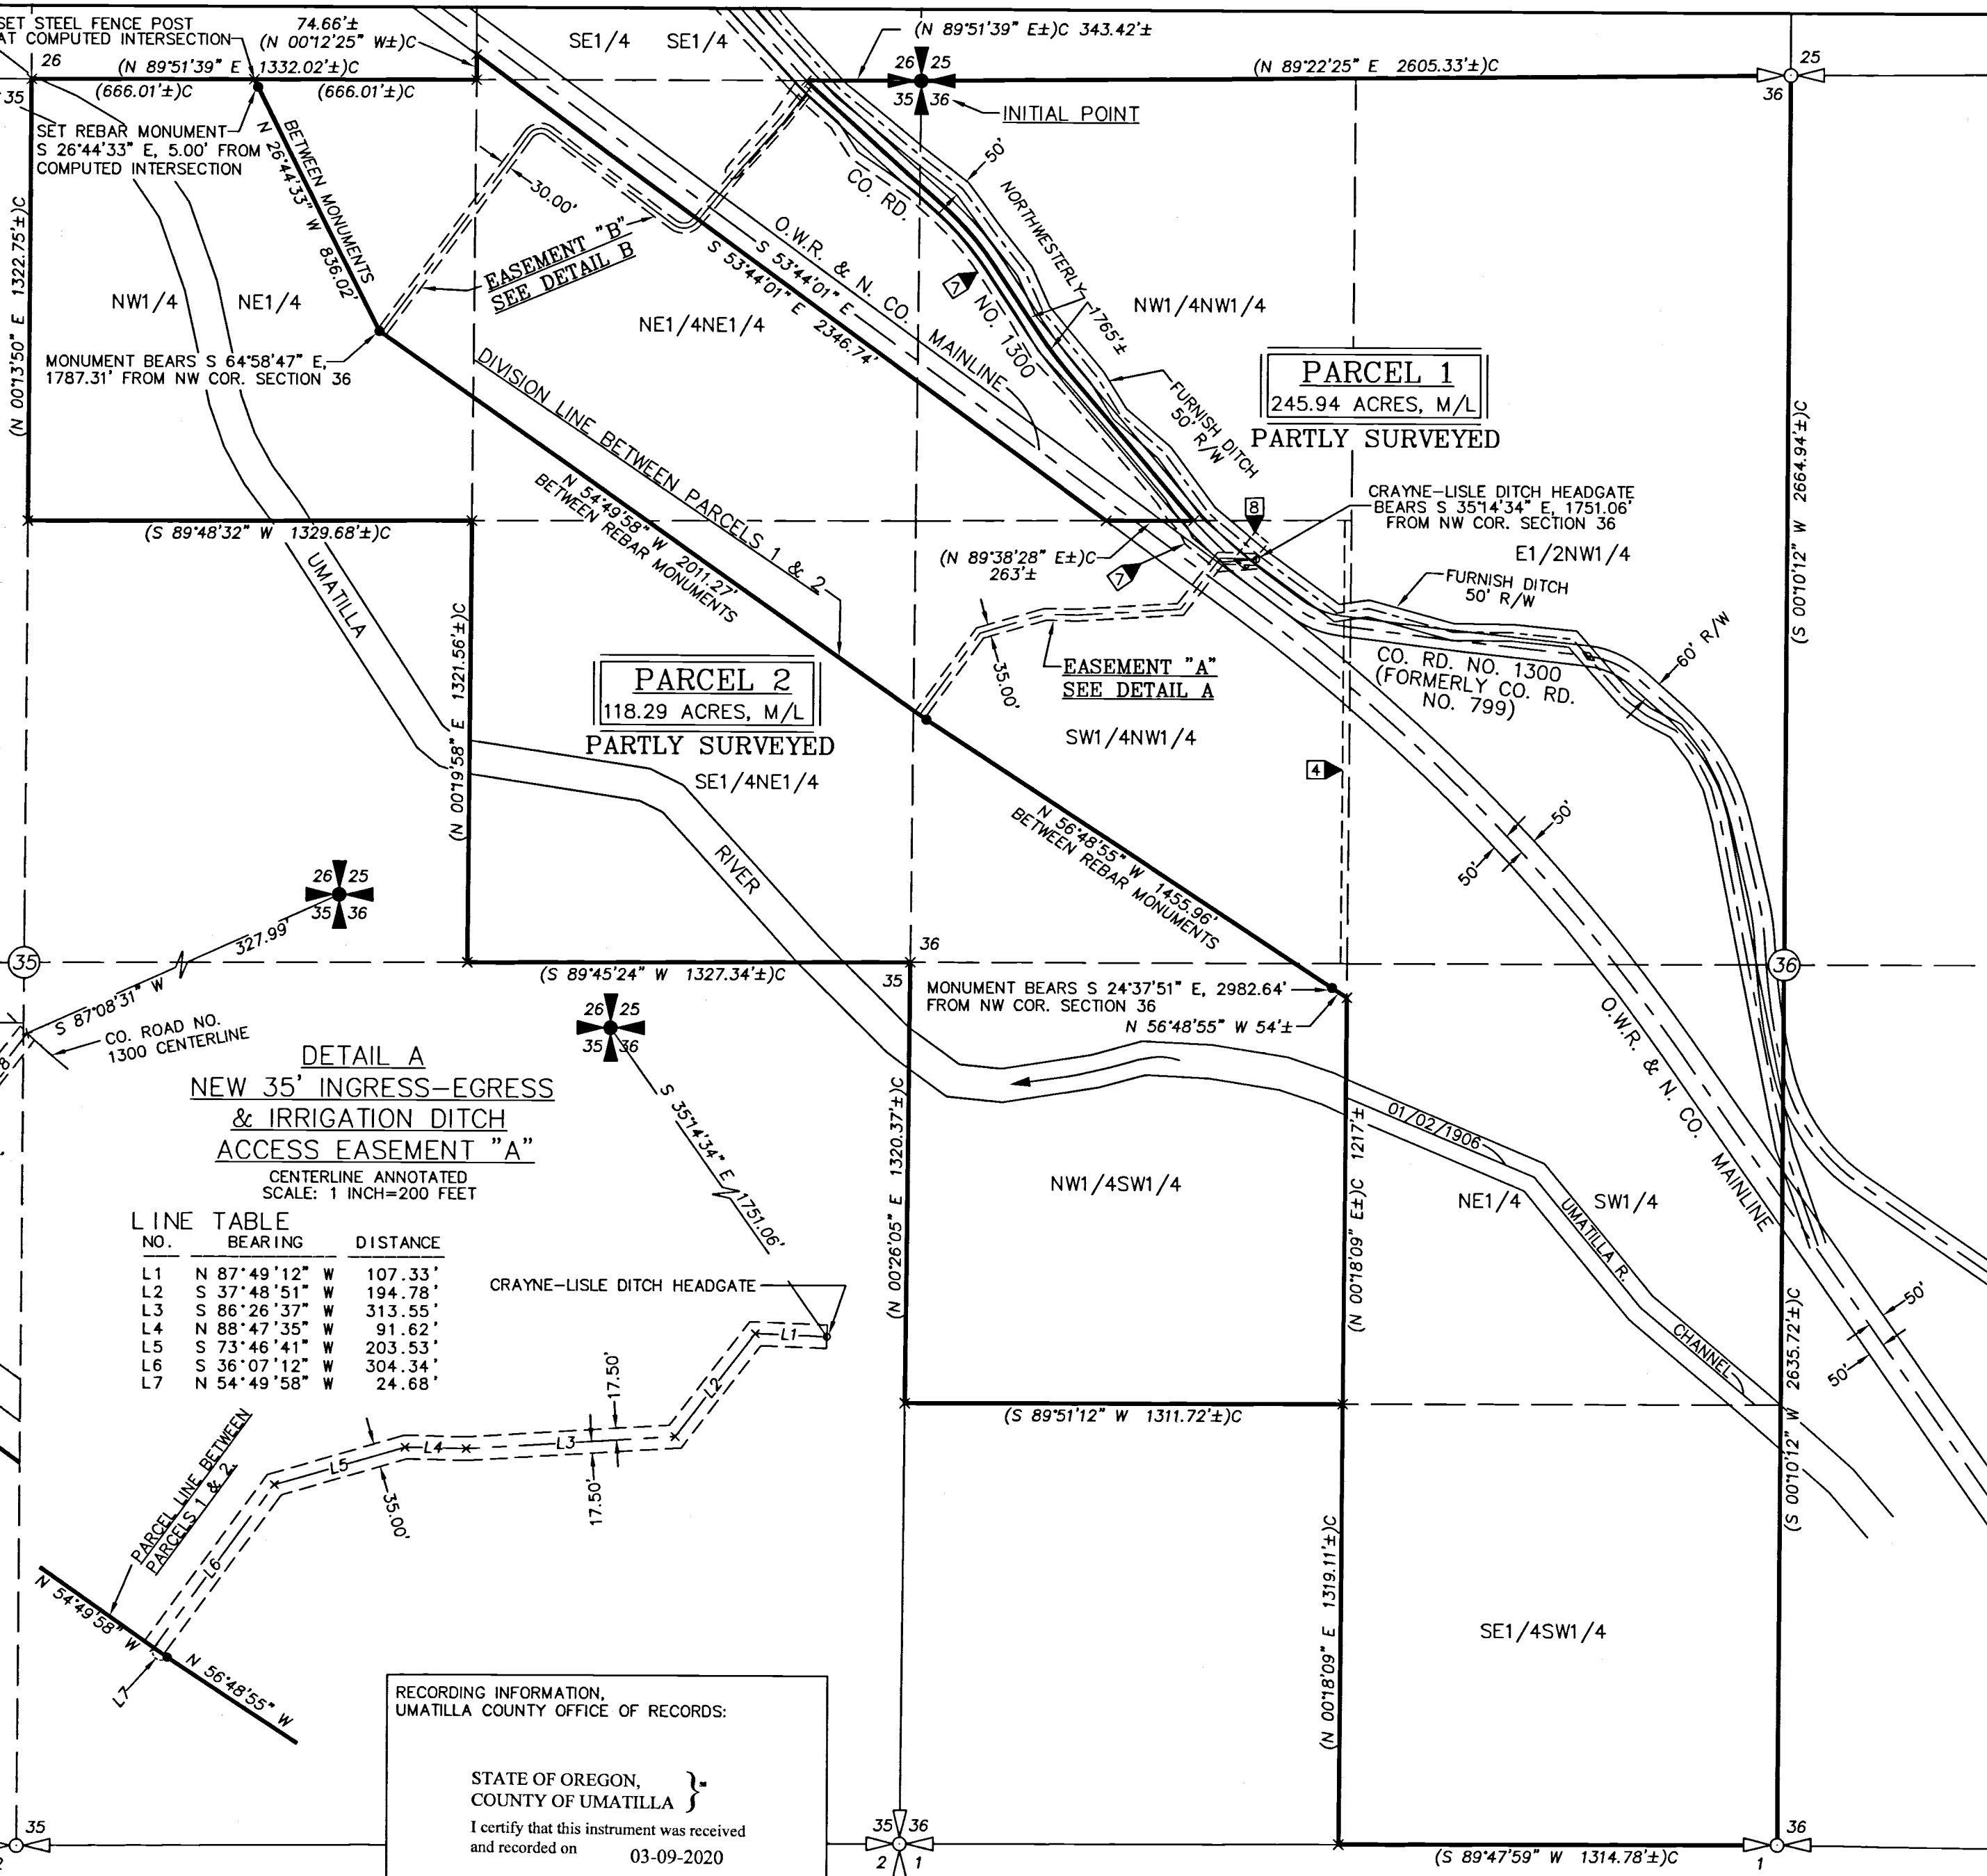 SET STEEL FENCE POST
AT COMPUTED INTERSECTION
74.66'±
(N 00°12'25" W±)C
SE1/4 SE1/4
(N 89°51'39" E±)C 343.42'±
26
(N 89°51'39" E 1332.02'±)C
26 25
(N 89°22'25" E 2605.33'±)C
25
35
(666.01'±)C (666.01'±)C
35 36
36
INITIAL POINT
SET REBAR MONUMENT
S 26°44'33" E, 5.00' FROM
COMPUTED INTERSECTION
BETWEEN MONUMENTS
N 26°44'33" W 836.02'
30.00'
50'
CO. RD.
NO. 1300
NORTHWESTERLY 1765'±
(N 00°13'50" E 1322.75'±)C
EASEMENT "B"
SEE DETAIL B
O.W.R. & N. CO. MAINLINE
S 53°44'01" E
S 53°44'01" E 2346.74'
7
NW1/4
NE1/4
NE1/4NE1/4
NW1/4NW1/4
MONUMENT BEARS S 64°58'47" E,
1787.31' FROM NW COR. SECTION 36
DIVISION LINE BETWEEN PARCELS 1 & 2
PARCEL 1
245.94 ACRES, M/L
PARTLY SURVEYED
FURNISH DITCH
50' R/W
(S 00°10'12" W 2664.94'±)C
N 54°49'58" W 2011.27'
BETWEEN REBAR MONUMENTS
CRAYNE-LISLE DITCH HEADGATE
BEARS S 35°14'34" E, 1751.06'
FROM NW COR. SECTION 36
8
(S 89°48'32" W 1329.68'±)C
UMATILLA
(N 89°38'28" E±)C
263'±
7
E1/2NW1/4
FURNISH DITCH
50' R/W
60' R/W
(N 00°19'58" E 1321.56'±)C
PARCEL 2
118.29 ACRES, M/L
PARTLY SURVEYED
SE1/4NE1/4
35.00'
EASEMENT "A"
SEE DETAIL A
CO. RD. NO. 1300
(FORMERLY CO. RD.
NO. 799)
SW1/4NW1/4
4
RIVER
N 56°48'55" W 1455.96'
BETWEEN REBAR MONUMENTS
50'
50'
26 25
35 36
327.99'
S 87°08'31" W
35
36
(S 89°45'24" W 1327.34'±)C
35
36
MONUMENT BEARS S 24°37'51" E, 2982.64'
FROM NW COR. SECTION 36
N 56°48'55" W 54'±
CO. ROAD NO.
1300 CENTERLINE
26 25
35 36
O.W.R. & N. CO. MAINLINE
DETAIL A
NEW 35' INGRESS-EGRESS
& IRRIGATION DITCH
ACCESS EASEMENT "A"
CENTERLINE ANNOTATED
SCALE: 1 INCH=200 FEET
S 35°14'34" E 1751.06'
(N 00°26'05" E 1320.37'±)C
NW1/4SW1/4
(N 00°18'09" E±)C 1217'±
01/02/1906
NE1/4 SW1/4
UMATILLA R.
CHANNEL
LINE TABLE
NO. BEARING DISTANCE
L1 N 87°49'12" W 107.33'
L2 S 37°48'51" W 194.78'
L3 S 86°26'37" W 313.55'
L4 N 88°47'35" W 91.62'
L5 S 73°46'41" W 203.53'
L6 S 36°07'12" W 304.34'
L7 N 54°49'58" W 24.68'
CRAYNE-LISLE DITCH HEADGATE
L1
L2
L3
L4
L5
L6
L7
17.50'
17.50'
35.00'
50'
50'
(S 89°51'12" W 1311.72'±)C
(S 00°10'12" W 2635.72'±)C
PARCEL LINE BETWEEN
PARCELS 1 & 2
N 54°49'58" W
N 56°48'55" W
(N 00°18'09" E 1319.11'±)C
SE1/4SW1/4
RECORDING INFORMATION,
UMATILLA COUNTY OFFICE OF RECORDS:
STATE OF OREGON,
COUNTY OF UMATILLA
I certify that this instrument was received
and recorded on 03-09-2020
35
35 36
2 1
36
1
(S 89°47'59" W 1314.78'±)C